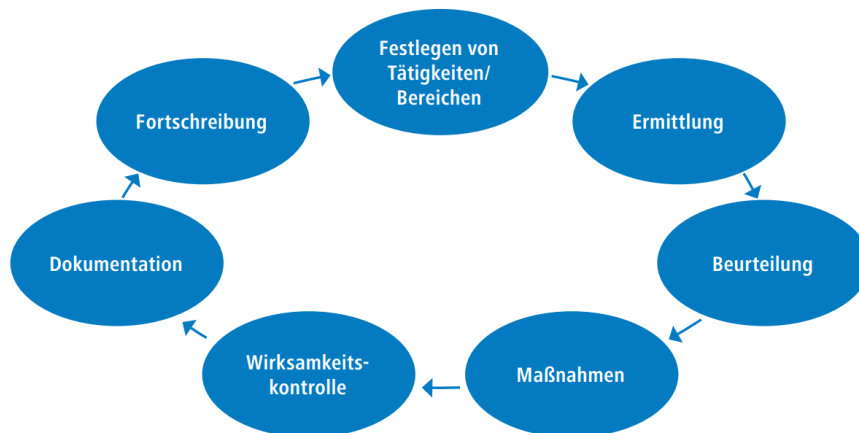 Festlegen von
Tätigkeiten/
Bereichen
Ermittlung
Beurteilung
Maßnahmen
Wirksamkeits-
kontrolle
Dokumentation
Fortschreibung